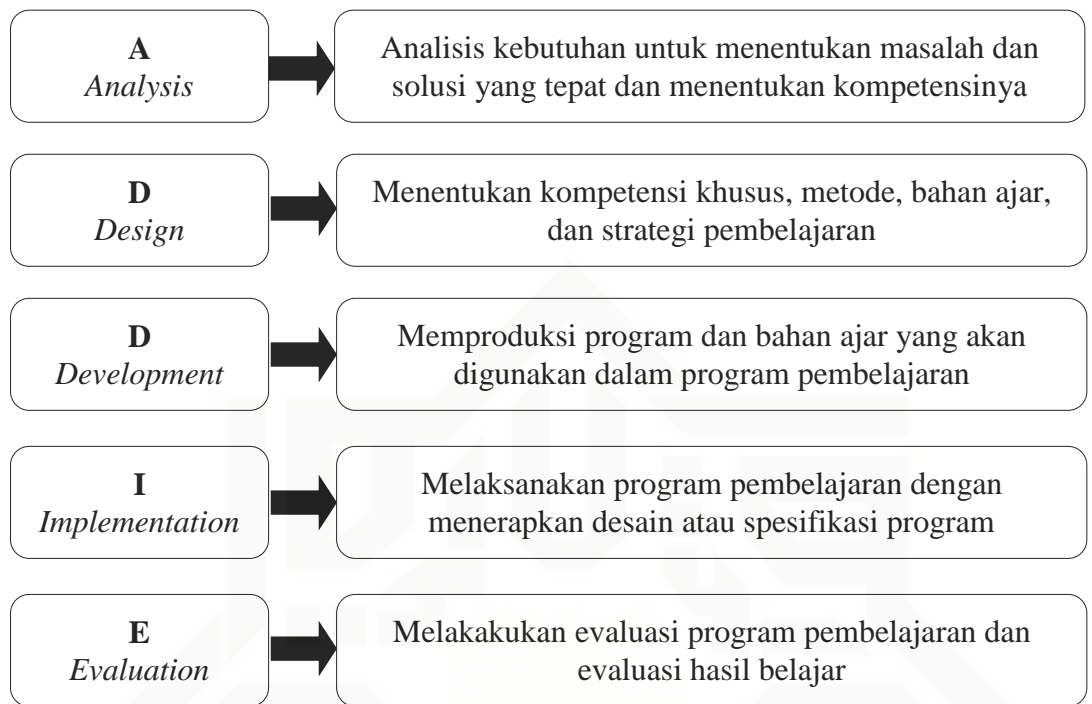 A
Analysis
Analisis kebutuhan untuk menentukan masalah dan
solusi yang tepat dan menentukan kompetensinya
D
Design
Menentukan kompetensi khusus, metode, bahan ajar,
dan strategi pembelajaran
D
Development
Memproduksi program dan bahan ajar yang akan
digunakan dalam program pembelajaran
I
Implementation
Melaksanakan program pembelajaran dengan
menerapkan desain atau spesifikasi program
E
Evaluation
Melakakukan evaluasi program pembelajaran dan
evaluasi hasil belajar